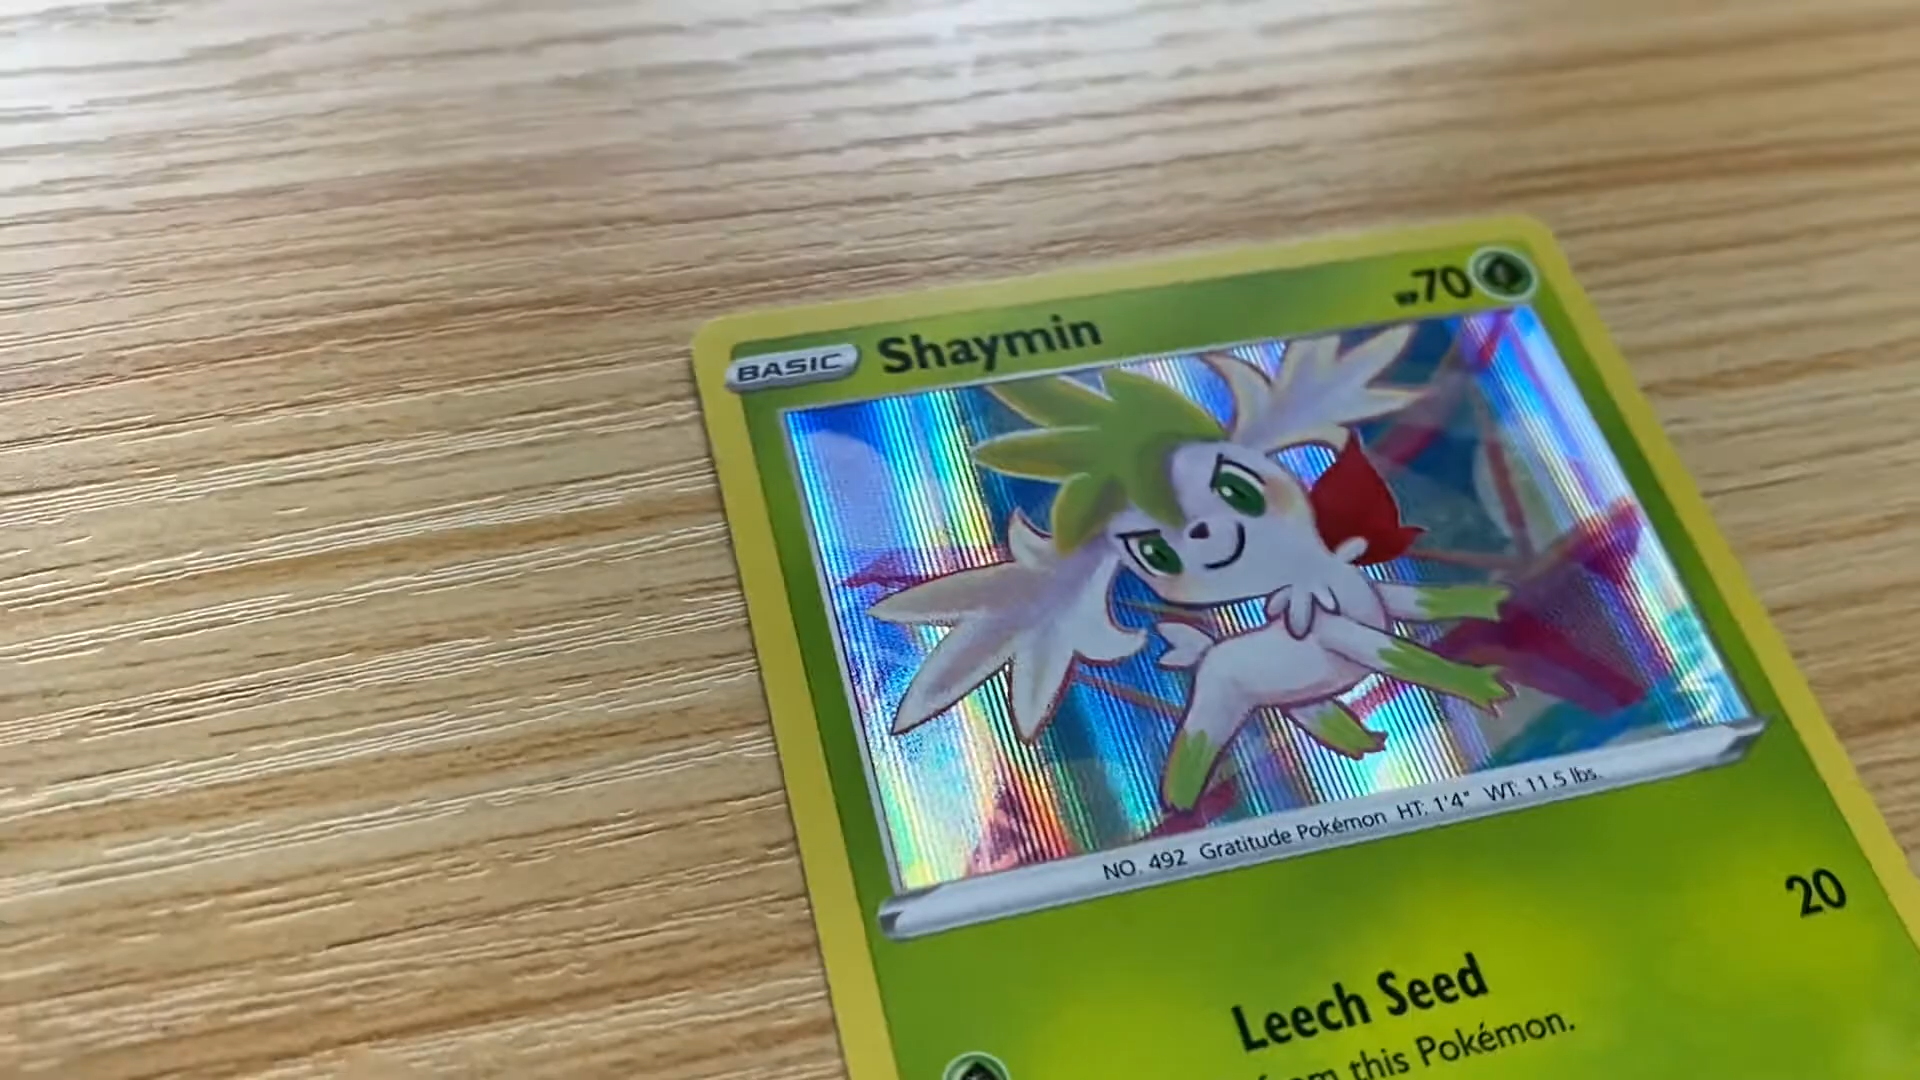 BASIC Shaymin HP70
NO. 492 Gratitude Pokémon HT: 1'4" WT: 11.5 lbs.
Leech Seed 20
from this Pokémon.